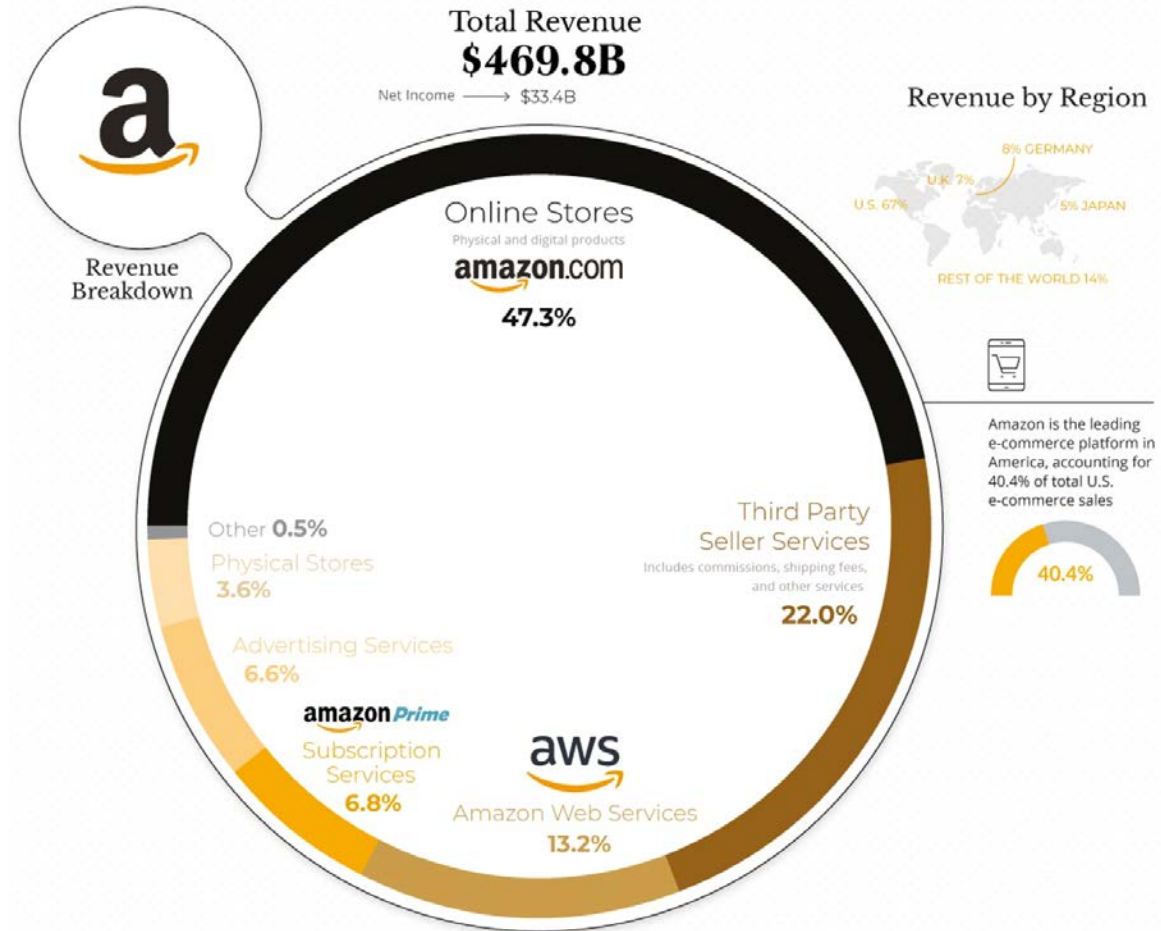 Total Revenue
$469.8B
Net Income $33.4B
a
Revenue
Breakdown
Revenue by Region
8% GERMANY
U.K. 7%
U.S. 67%
5% JAPAN
REST OF THE WORLD 14%
Online Stores
Physical and digital products
amazon.com
47.3%
Amazon is the leading
e-commerce platform in
America, accounting for
40.4% of total U.S.
e-commerce sales
40.4%
Third Party
Seller Services
Includes commissions, shipping fees,
and other services
22.0%
Other 0.5%
Physical Stores
3.6%
Advertising Services
6.6%
amazon Prime
Subscription
Services
6.8%
aws
Amazon Web Services
13.2%